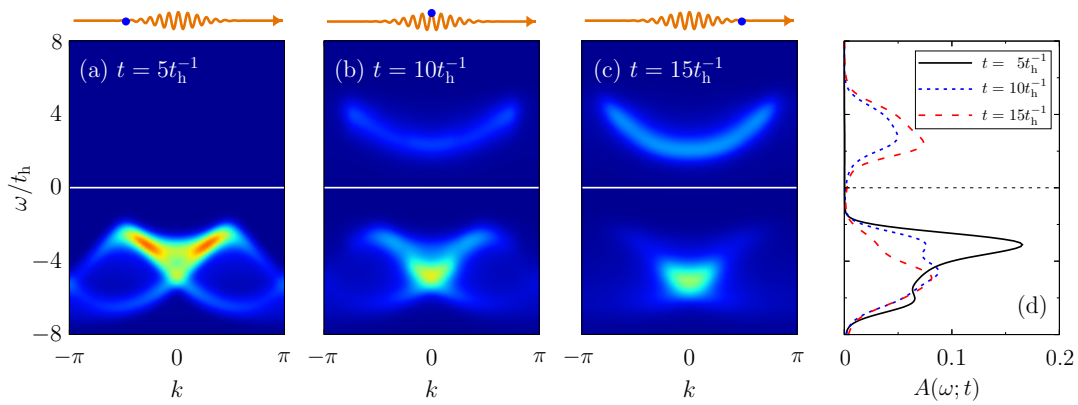 (a) t = 5t_h^{-1}
(b) t = 10t_h^{-1}
(c) t = 15t_h^{-1}
t = 5t_h^{-1}
t = 10t_h^{-1}
t = 15t_h^{-1}
(d)
ω/t_h
8
4
0
−4
−8
−π 0 π
−π 0 π
−π 0 π
0 0.1 0.2
k
k
k
A(ω; t)